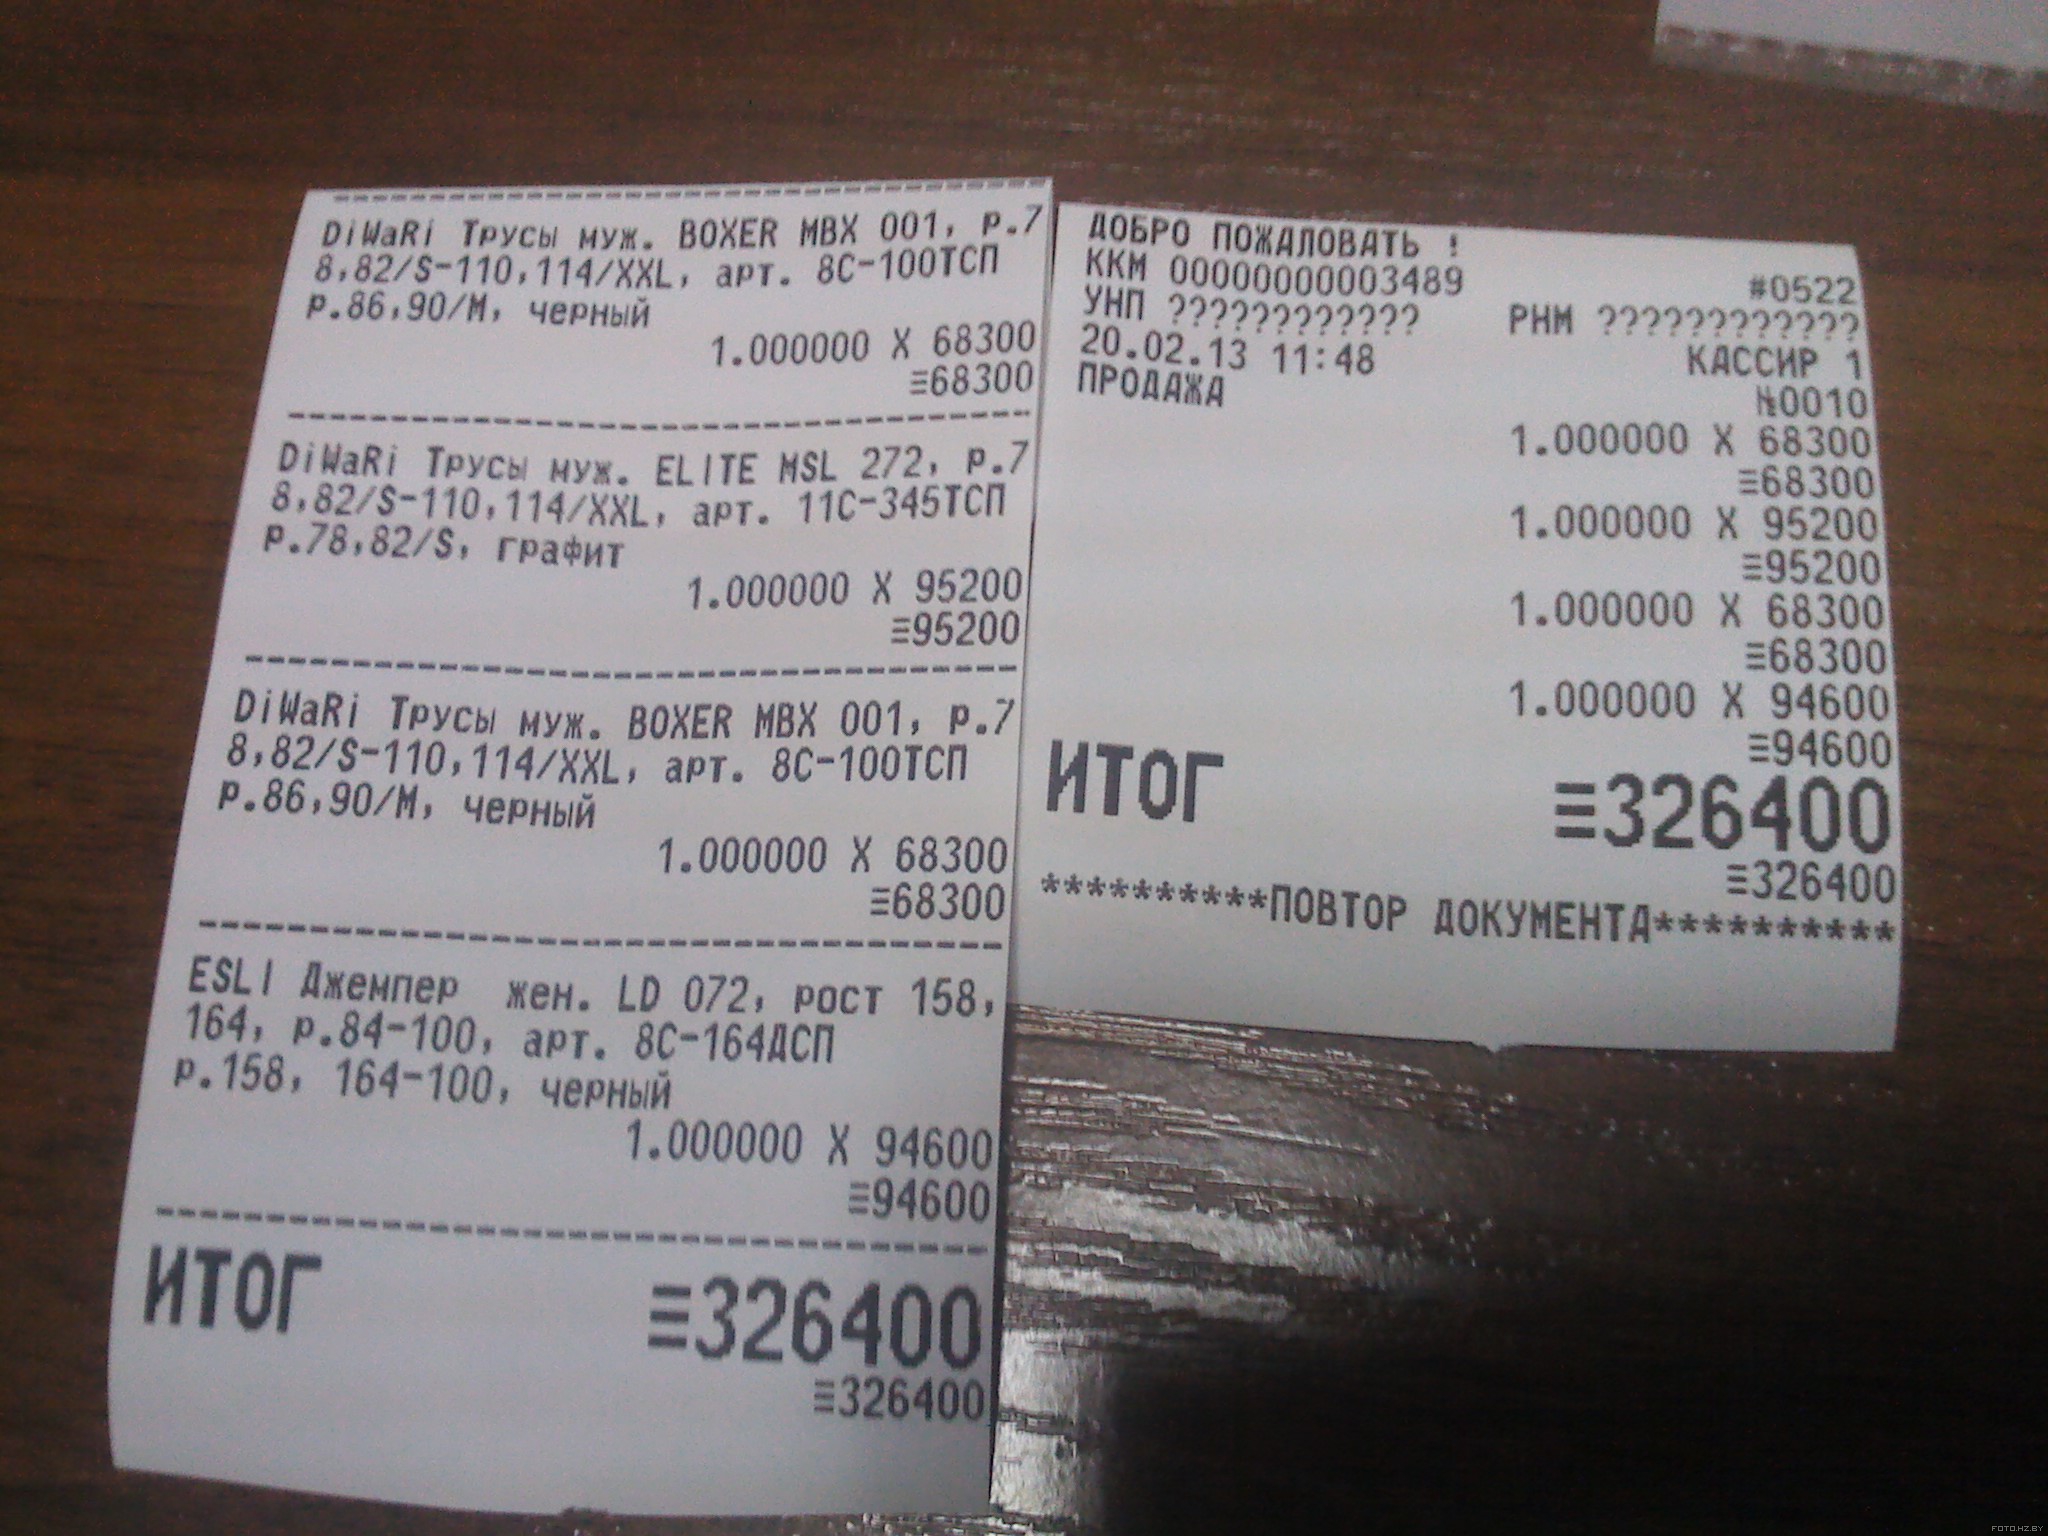 DiWaRi Трусы муж. BOXER MBX 001, р.7
8,82/S-110,114/XXL, арт. 8С-100ТСП
р.86,90/М, черный
1.000000 X 68300
≡68300
DiWaRi Трусы муж. ELITE MSL 272, р.7
8,82/S-110,114/XXL, арт. 11С-345ТСП
р.78,82/S, графит
1.000000 X 95200
≡95200
DiWaRi Трусы муж. BOXER MBX 001, р.7
8,82/S-110,114/XXL, арт. 8С-100ТСП
р.86,90/М, черный
1.000000 X 68300
≡68300
ESLI Джемпер жен. LD 072, рост 158,
164, р.84-100, арт. 8С-164ДСП
р.158, 164-100, черный
1.000000 X 94600
≡94600
ИТОГ ≡326400
≡326400
ДОБРО ПОЖАЛОВАТЬ !
ККМ 00000000003489 #0522
УНП ???????????? РНМ ????????????
20.02.13 11:48 КАССИР 1
ПРОДАЖА №0010
1.000000 X 68300
≡68300
1.000000 X 95200
≡95200
1.000000 X 68300
≡68300
1.000000 X 94600
≡94600
ИТОГ ≡326400
≡326400
**********ПОВТОР ДОКУМЕНТА**********
FOTO.HZ.BY